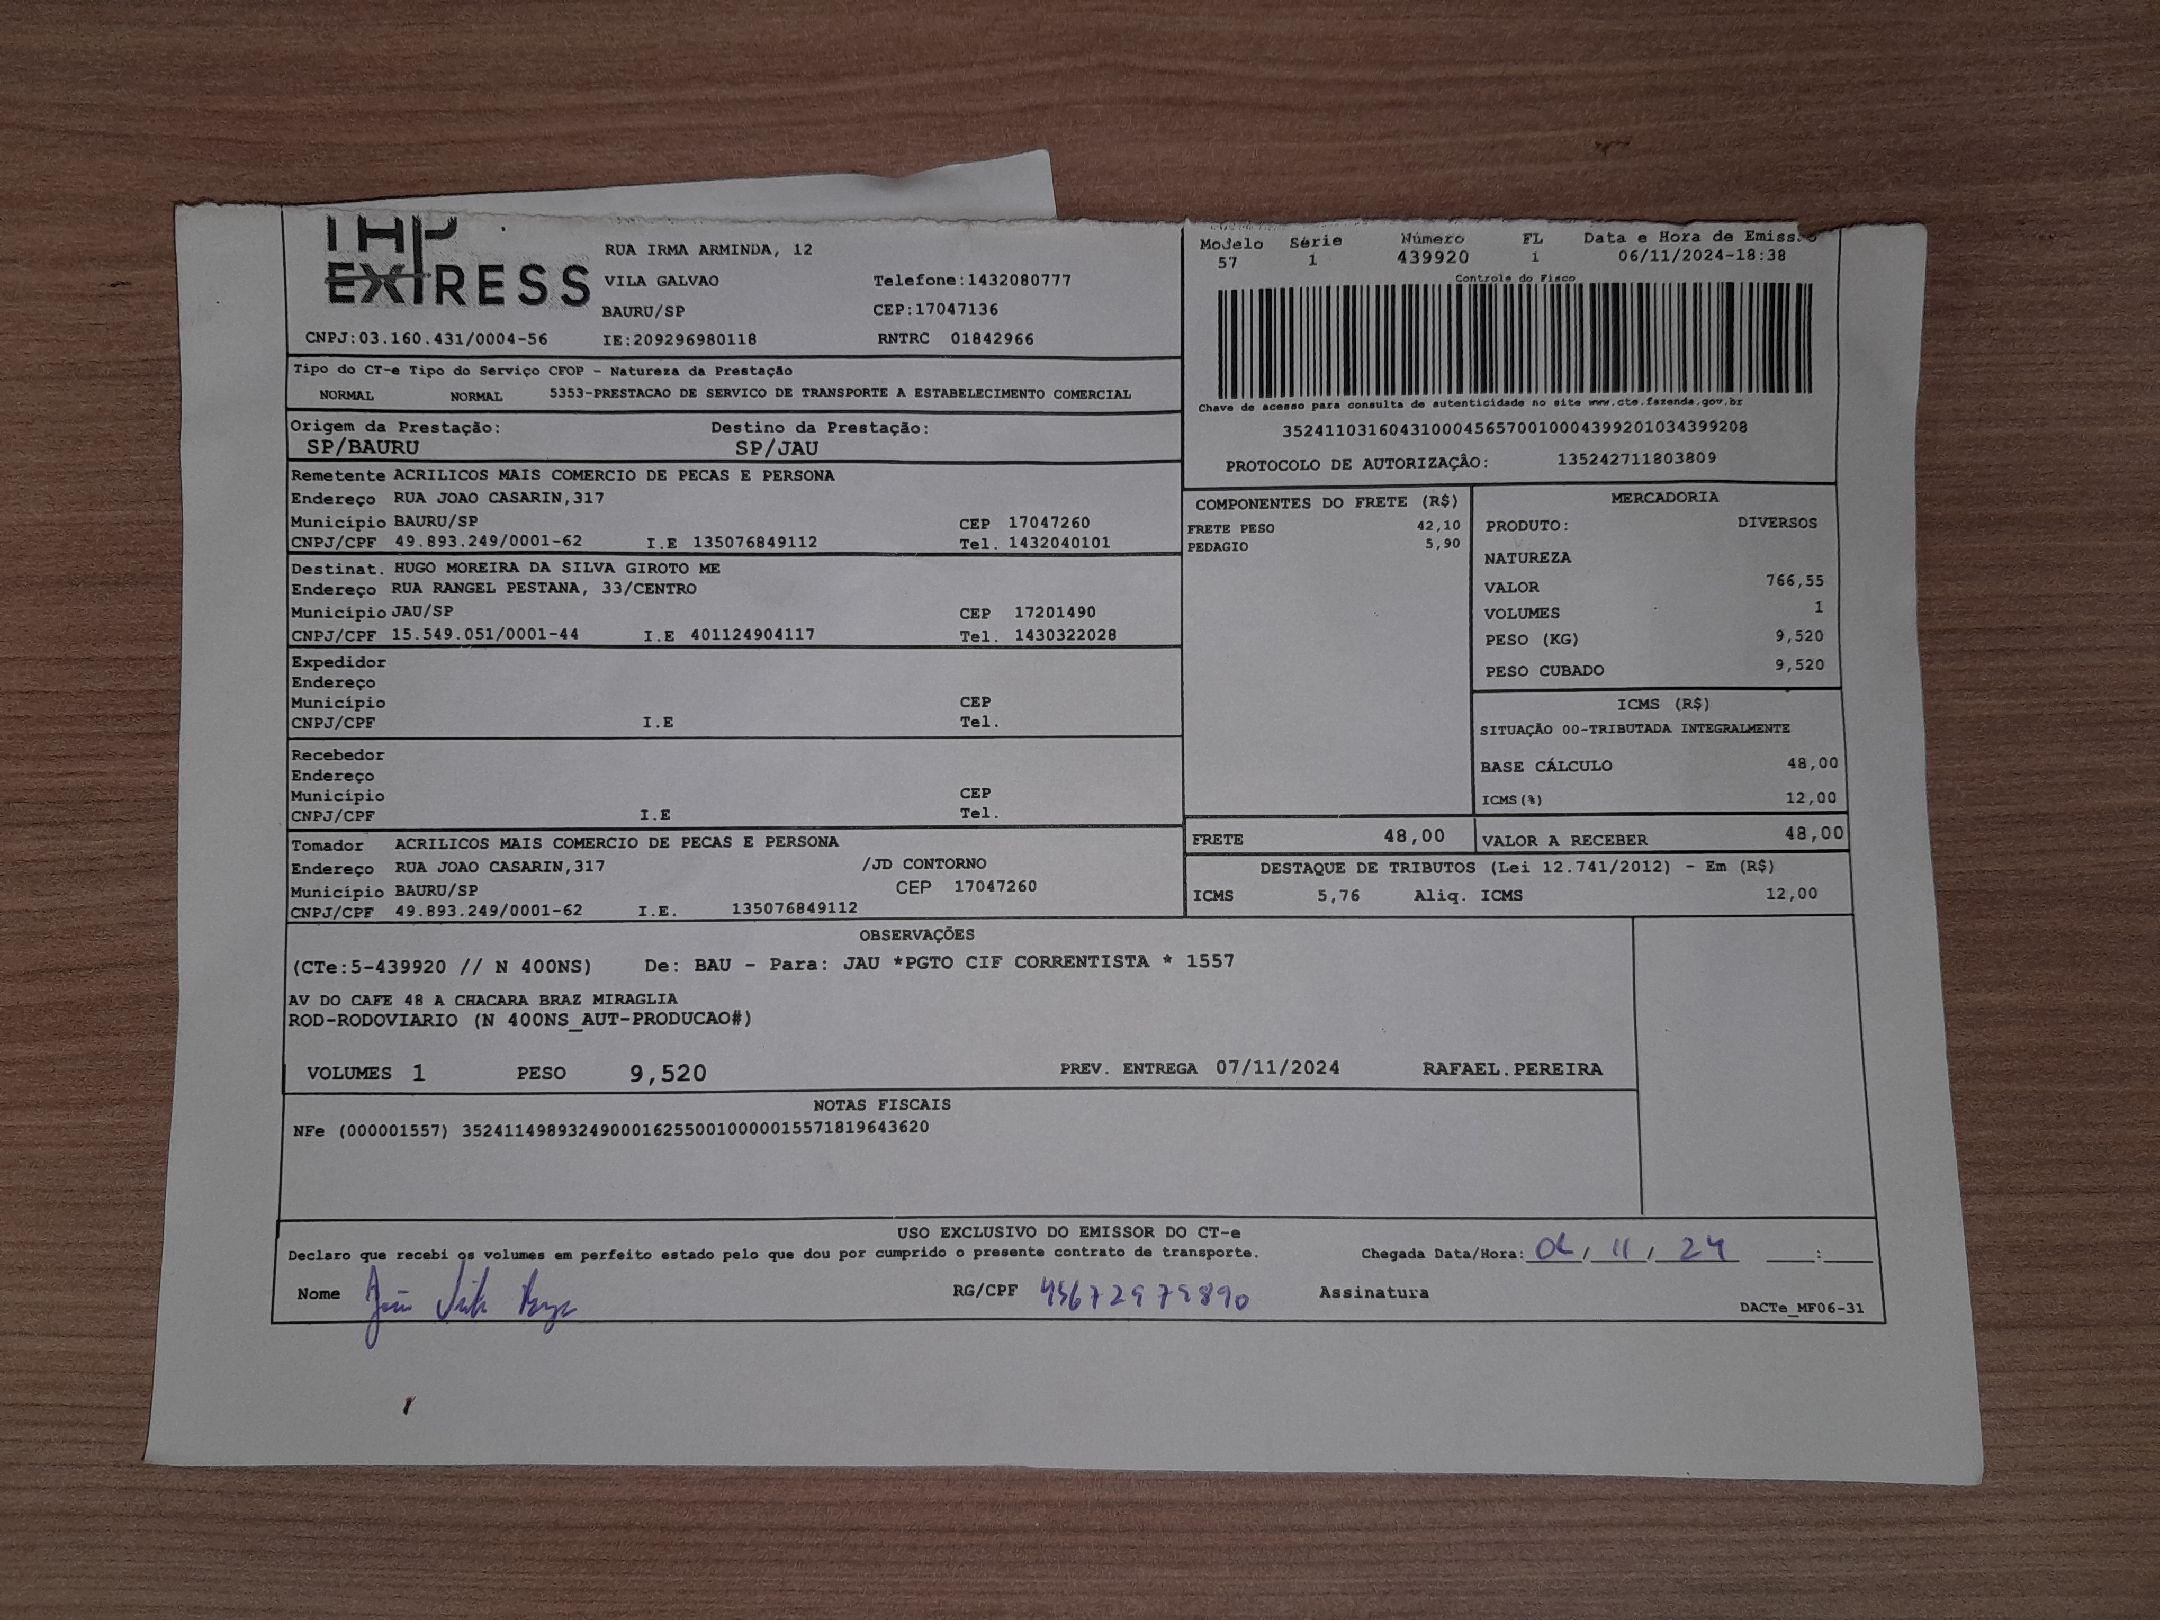 THP
EXPRESS
RUA IRMA ARMINDA, 12
VILA GALVAO Telefone:1432080777
BAURU/SP CEP:17047136
CNPJ:03.160.431/0004-56 IE:209296980118 RNTRC 01842966
Modelo Série Número FL Data e Hora de Emiss
57 1 439920 1 06/11/2024-18:38
Controle do Fisco
Chave de acesso para consulta de autenticidade no site www.cte.fazenda.gov.br
35241103160431000456570010004399201034399208
PROTOCOLO DE AUTORIZAÇÃO: 135242711803809
Tipo do CT-e Tipo do Serviço CFOP - Natureza da Prestação
NORMAL NORMAL 5353-PRESTACAO DE SERVICO DE TRANSPORTE A ESTABELECIMENTO COMERCIAL
Origem da Prestação: Destino da Prestação:
SP/BAURU SP/JAU
Remetente ACRILICOS MAIS COMERCIO DE PECAS E PERSONA
Endereço RUA JOAO CASARIN,317
Município BAURU/SP CEP 17047260
CNPJ/CPF 49.893.249/0001-62 I.E 135076849112 Tel. 1432040101
Destinat. HUGO MOREIRA DA SILVA GIROTO ME
Endereço RUA RANGEL PESTANA, 33/CENTRO
Município JAU/SP CEP 17201490
CNPJ/CPF 15.549.051/0001-44 I.E 401124904117 Tel. 1430322028
Expedidor
Endereço
Município CEP
CNPJ/CPF I.E Tel.
Recebedor
Endereço
Município CEP
CNPJ/CPF I.E Tel.
Tomador ACRILICOS MAIS COMERCIO DE PECAS E PERSONA
Endereço RUA JOAO CASARIN,317 /JD CONTORNO
Município BAURU/SP CEP 17047260
CNPJ/CPF 49.893.249/0001-62 I.E. 135076849112
COMPONENTES DO FRETE (R$)
FRETE PESO 42,10
PEDAGIO 5,90
MERCADORIA
PRODUTO: DIVERSOS
NATUREZA
VALOR 766,55
VOLUMES 1
PESO (KG) 9,520
PESO CUBADO 9,520
ICMS (R$)
SITUAÇÃO 00-TRIBUTADA INTEGRALMENTE
BASE CÁLCULO 48,00
ICMS(%) 12,00
FRETE 48,00 VALOR A RECEBER 48,00
DESTAQUE DE TRIBUTOS (Lei 12.741/2012) - Em (R$)
ICMS 5,76 Aliq. ICMS 12,00
OBSERVAÇÕES
(CTe:5-439920 // N 400NS) De: BAU - Para: JAU *PGTO CIF CORRENTISTA * 1557
AV DO CAFE 48 A CHACARA BRAZ MIRAGLIA
ROD-RODOVIARIO (N 400NS_AUT-PRODUCAO#)
VOLUMES 1 PESO 9,520 PREV. ENTREGA 07/11/2024 RAFAEL.PEREIRA
NOTAS FISCAIS
NFe (000001557) 35241149893249000162550010000015571819643620
USO EXCLUSIVO DO EMISSOR DO CT-e
Declaro que recebi os volumes em perfeito estado pelo que dou por cumprido o presente contrato de transporte. Chegada Data/Hora: / 11 / 24 :
Nome João RG/CPF 45672979890 Assinatura
DACTe_MF06-31